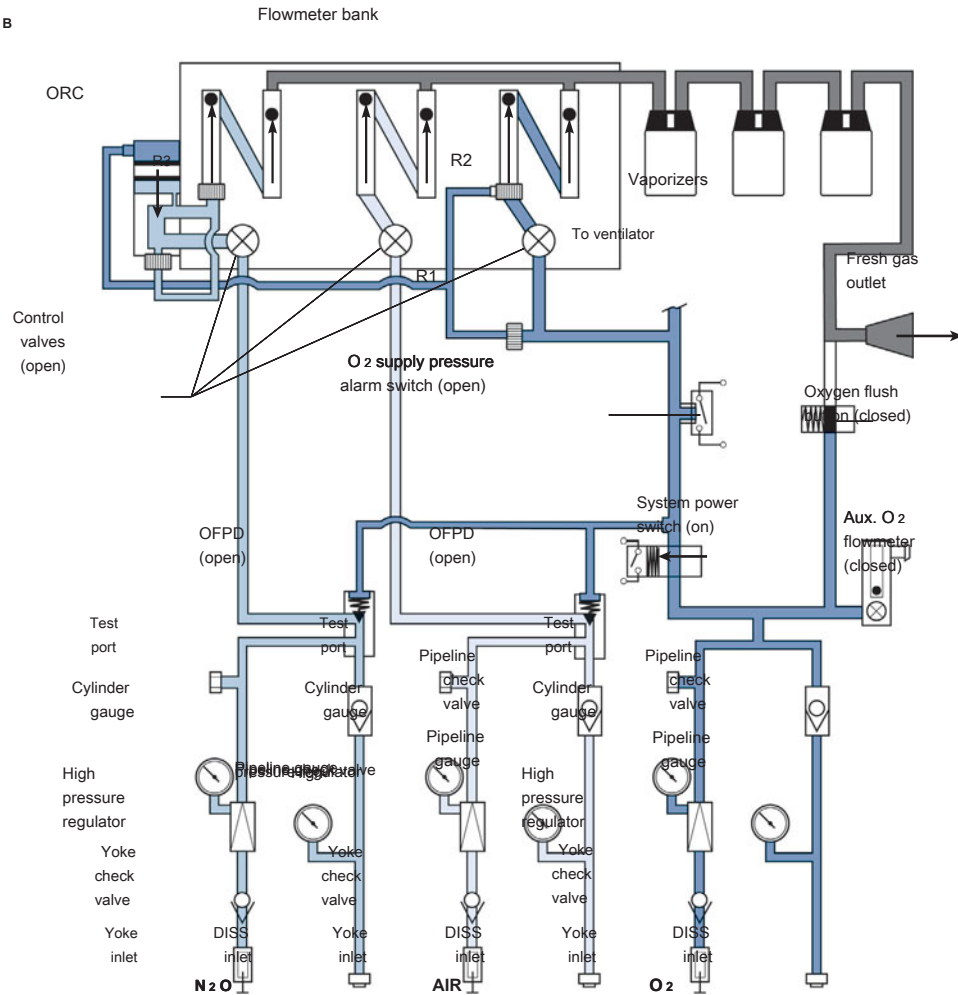 B
Flowmeter bank
ORC
R3
R2
Vaporizers
To ventilator
Fresh gas
outlet
R1
Control
valves
(open)
O2 supply pressure
alarm switch (open)
Oxygen flush
button (closed)
System power
switch (on)
Aux. O2
flowmeter
(closed)
OFPD
(open)
OFPD
(open)
Test
port
Test
port
Test
port
Pipeline
check
valve
Pipeline
check
valve
Cylinder
gauge
Cylinder
gauge
Cylinder
gauge
Pipeline
gauge
Pipeline
gauge
High
pressure
regulator
Pipeline gauge
High
pressure
regulator
Yoke
check
valve
Yoke
check
valve
Yoke
check
valve
Yoke
inlet
DISS
inlet
Yoke
inlet
DISS
inlet
Yoke
inlet
DISS
inlet
N2O
AIR
O2